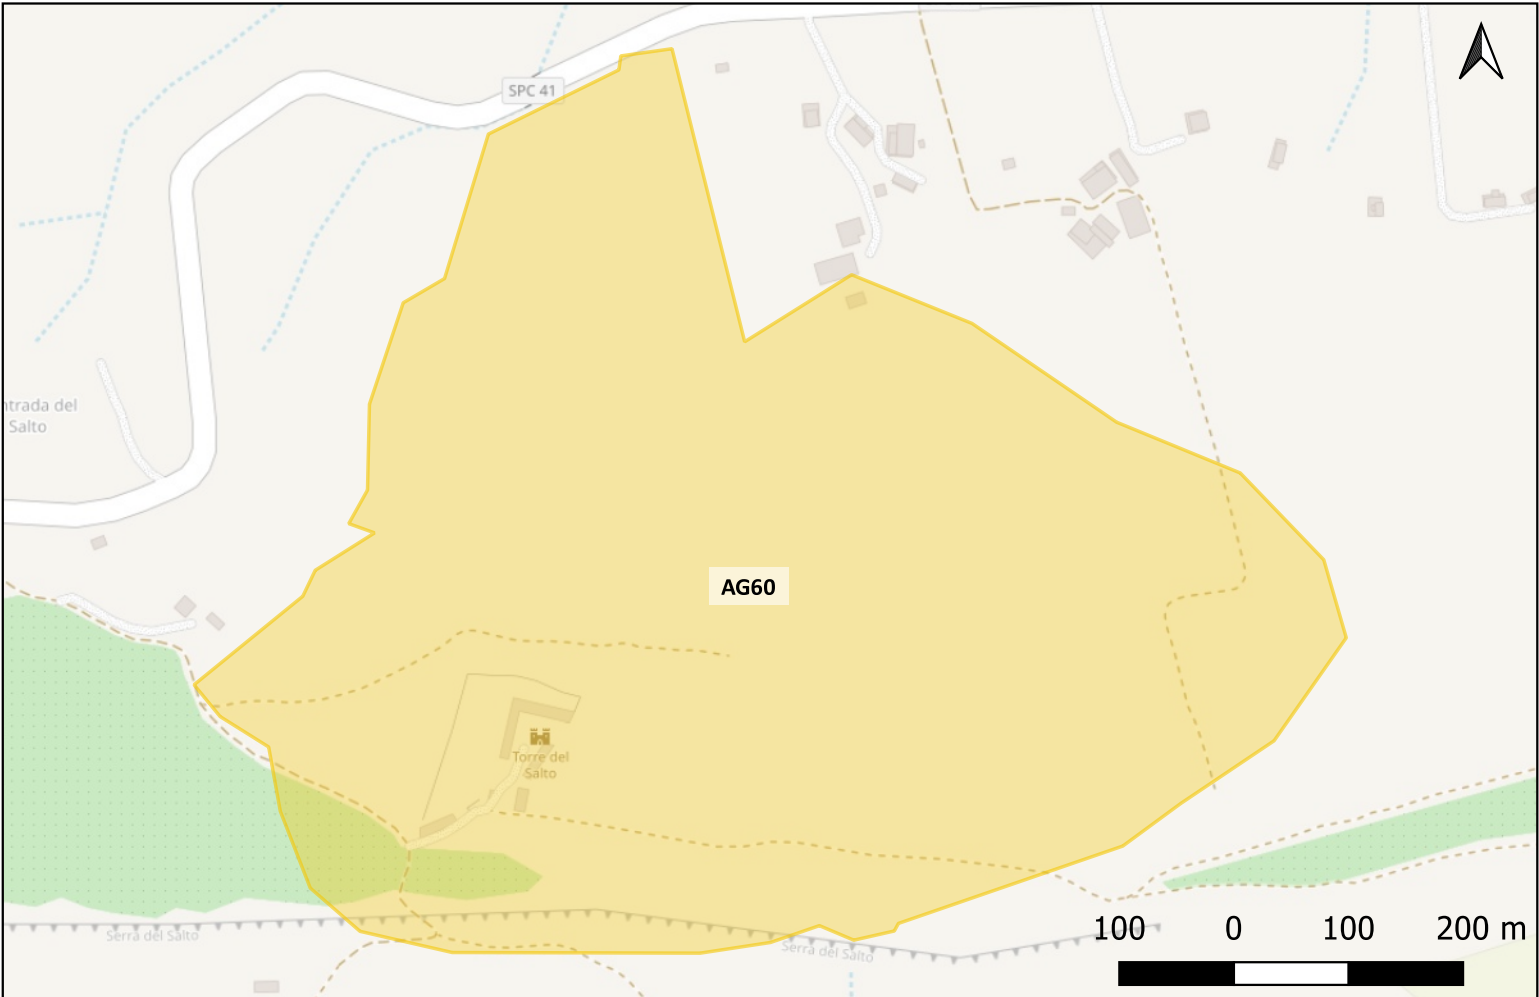 SPC 41
ntrada del
Salto
AG60
Torre del
Salto
Serra del Salto
Serra del Salto
100 0 100 200 m